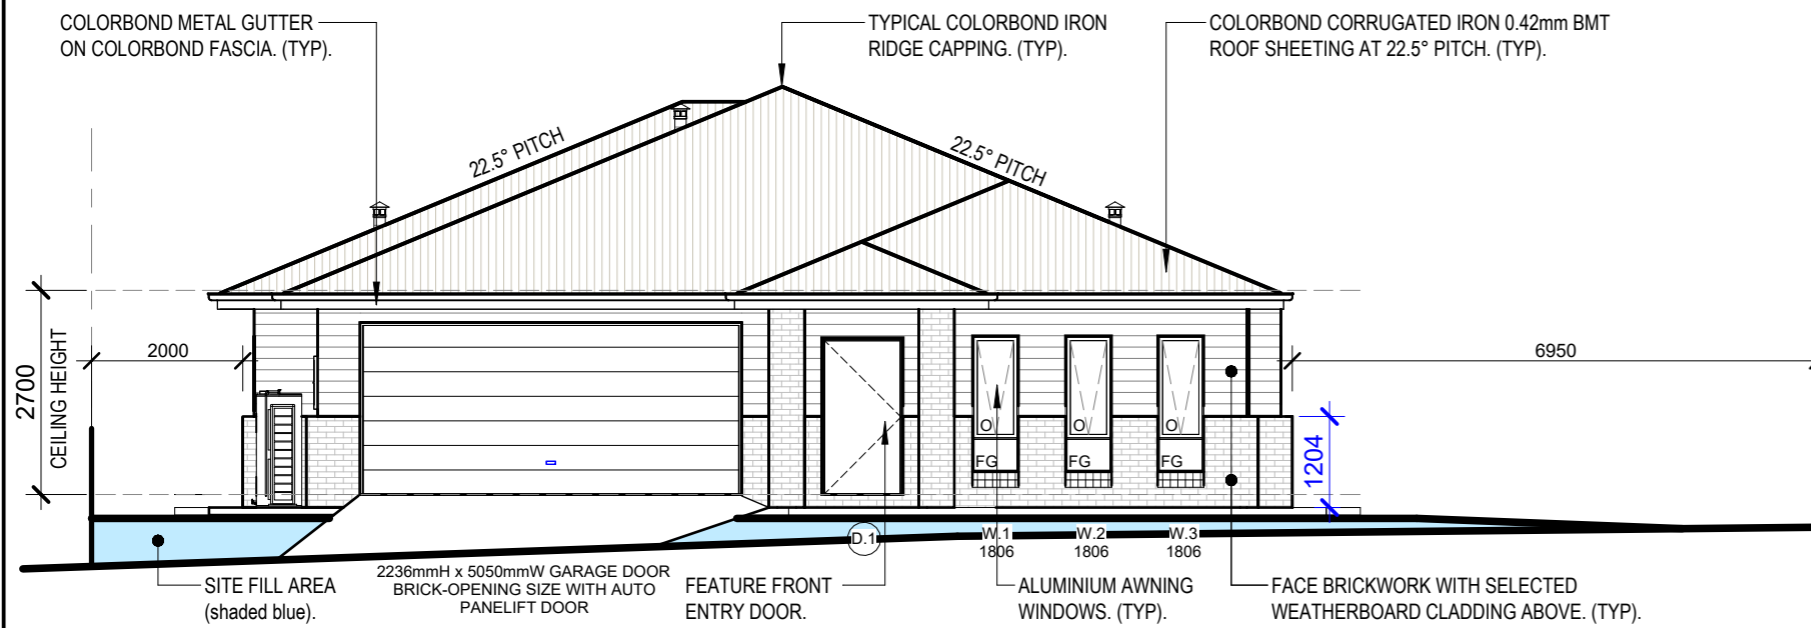 COLORBOND METAL GUTTER
ON COLORBOND FASCIA. (TYP).
TYPICAL COLORBOND IRON
RIDGE CAPPING. (TYP).
COLORBOND CORRUGATED IRON 0.42mm BMT
ROOF SHEETING AT 22.5° PITCH. (TYP).
22.5° PITCH
22.5° PITCH
2700
CEILING HEIGHT
2000
6950
1204
O
O
O
FG
FG
FG
D.1
W.1
1806
W.2
1806
W.3
1806
SITE FILL AREA
(shaded blue).
2236mmH x 5050mmW GARAGE DOOR
BRICK-OPENING SIZE WITH AUTO
PANELIFT DOOR
FEATURE FRONT
ENTRY DOOR.
ALUMINIUM AWNING
WINDOWS. (TYP).
FACE BRICKWORK WITH SELECTED
WEATHERBOARD CLADDING ABOVE. (TYP).